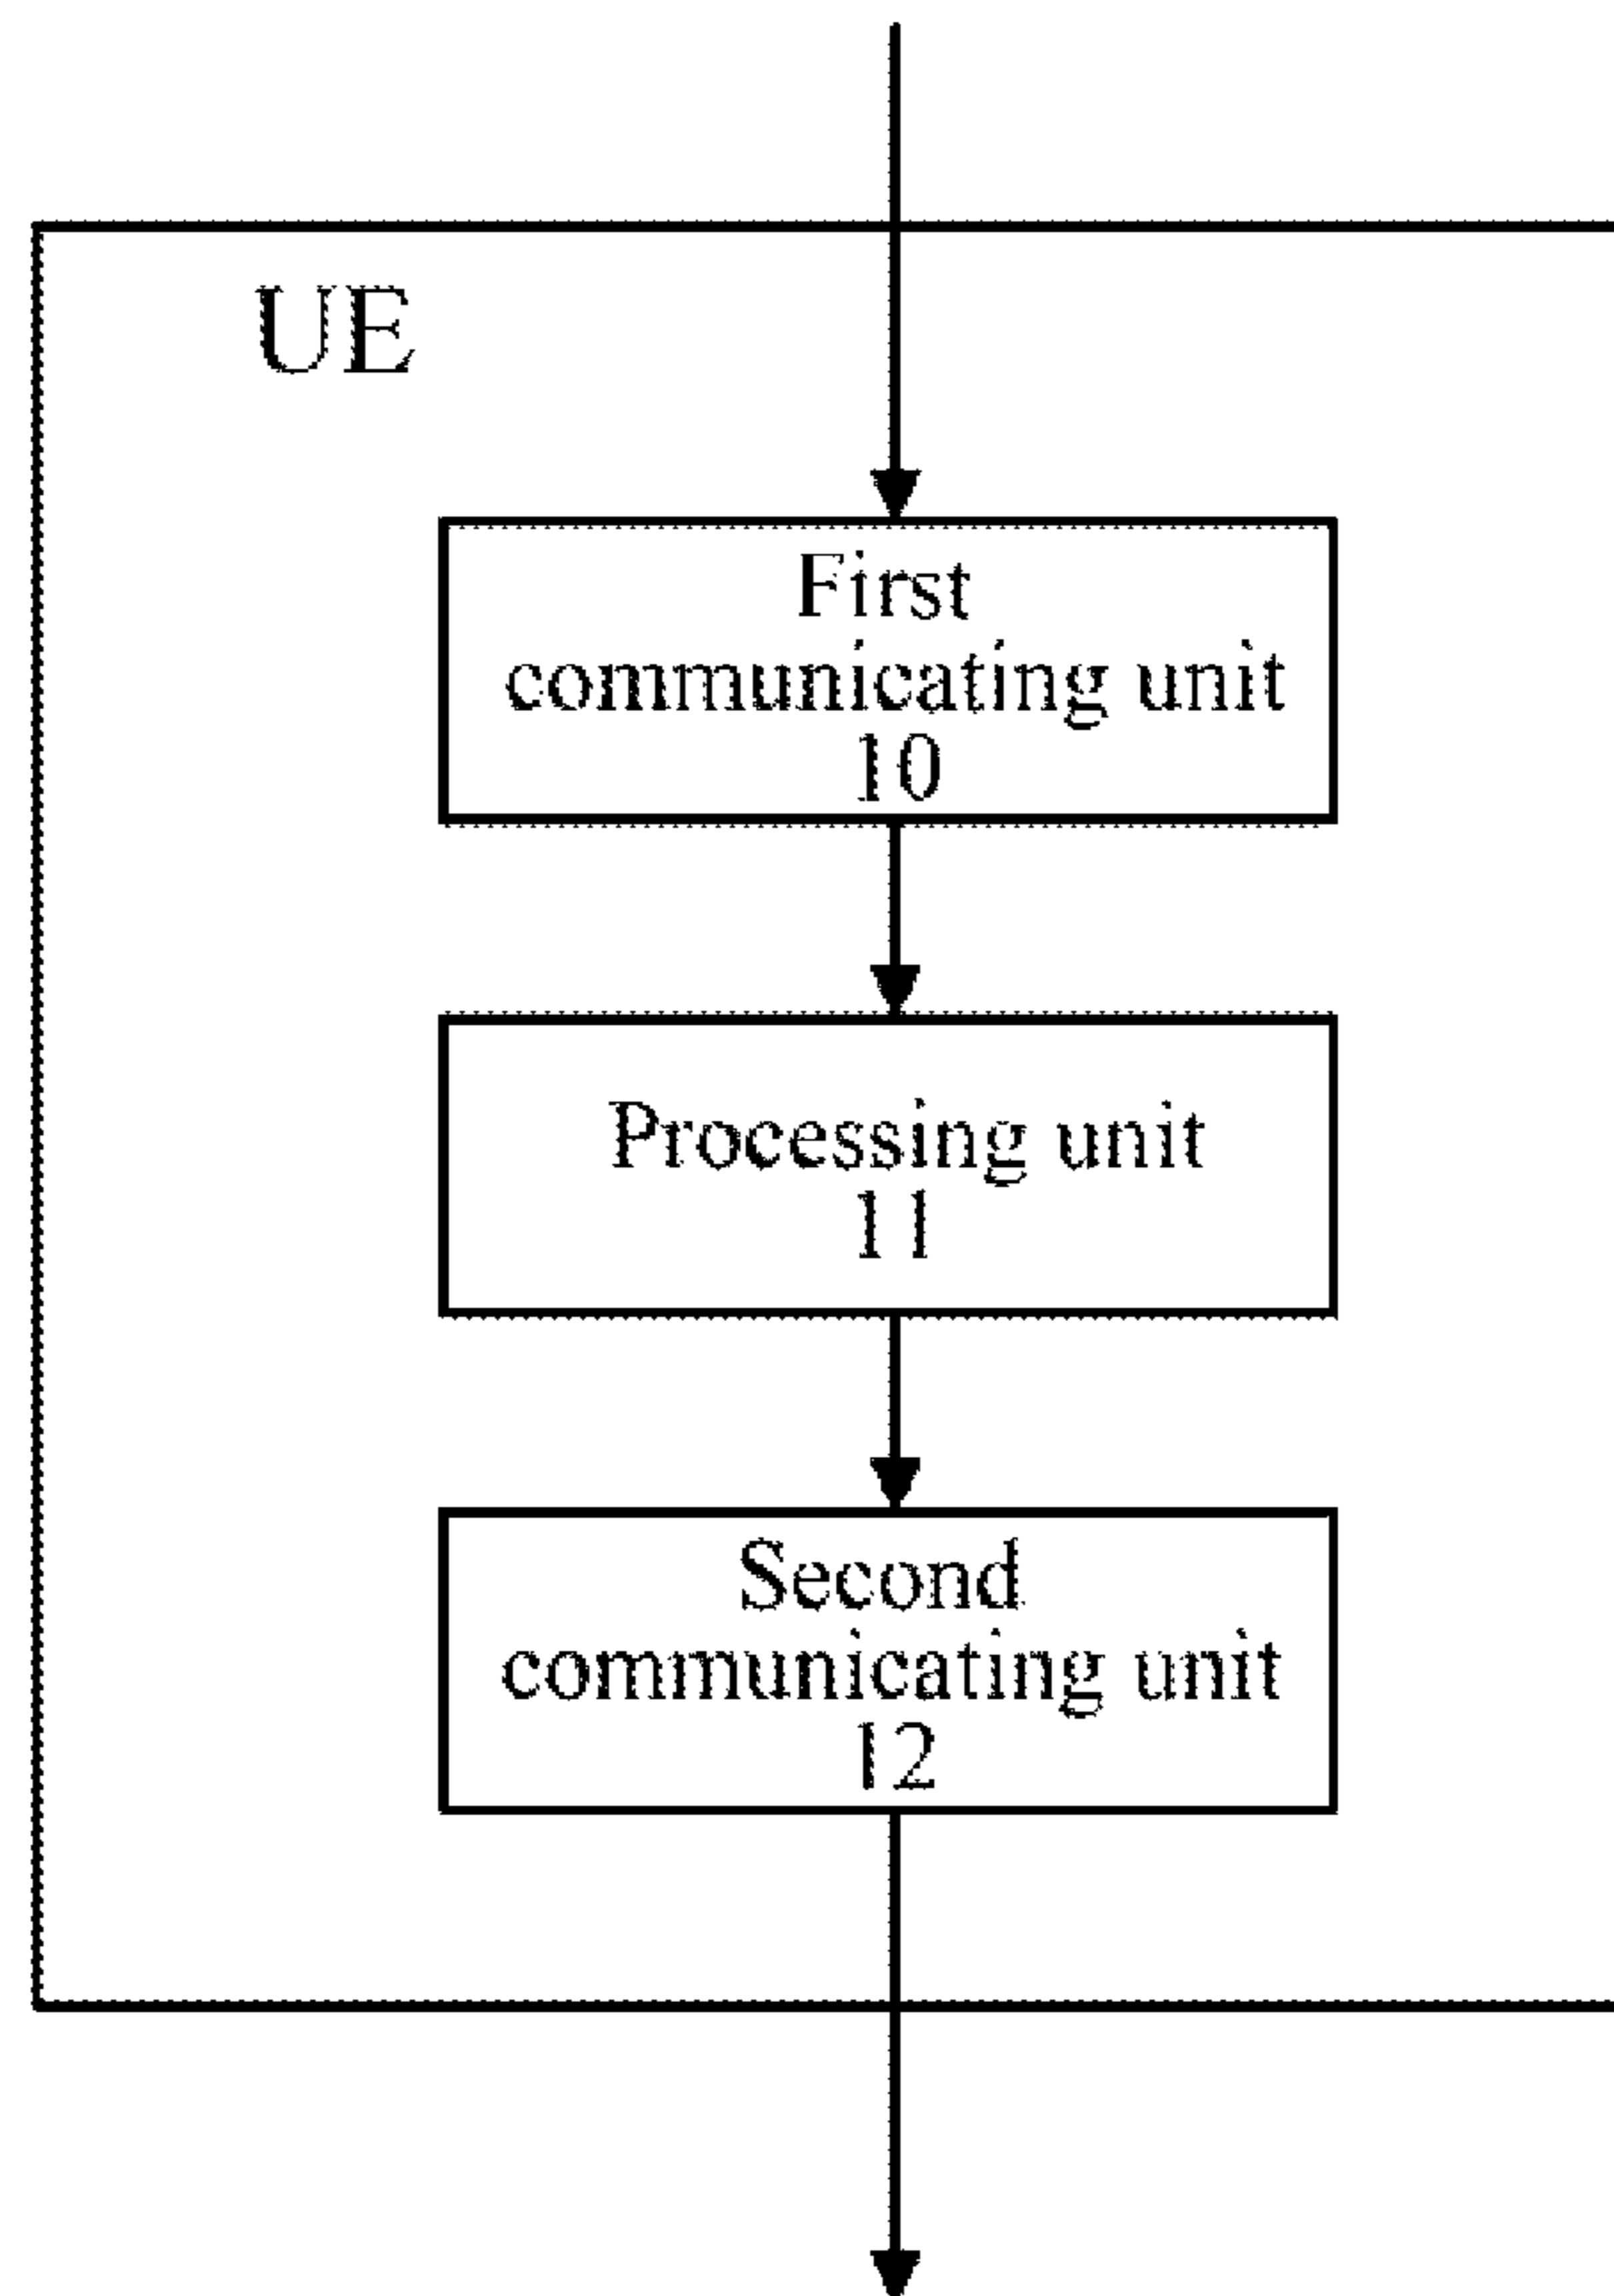 UE
First
communicating unit
10
Processing unit
11
Second
communicating unit
12